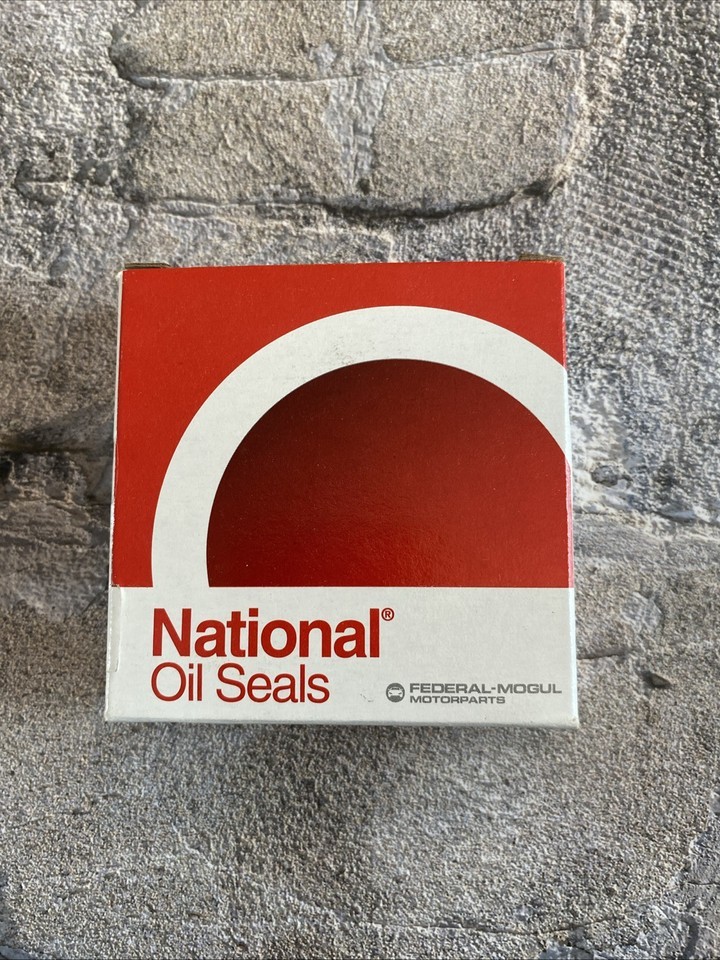 National®
Oil Seals
FEDERAL-MOGUL
MOTORPARTS